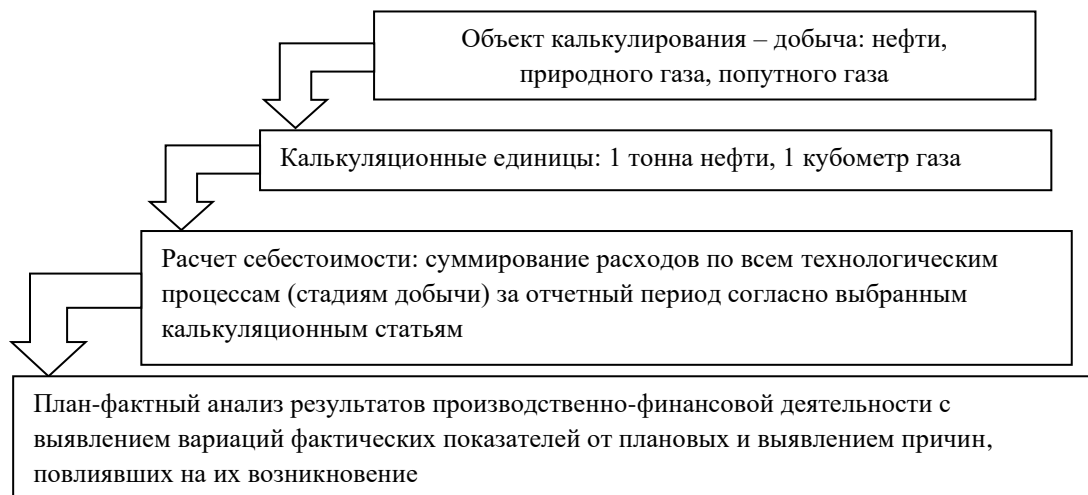 Объект калькулирования – добыча: нефти,
природного газа, попутного газа
Калькуляционные единицы: 1 тонна нефти, 1 кубометр газа
Расчет себестоимости: суммирование расходов по всем технологическим
процессам (стадиям добычи) за отчетный период согласно выбранным
калькуляционным статьям
План-фактный анализ результатов производственно-финансовой деятельности с
выявлением вариаций фактических показателей от плановых и выявлением причин,
повлиявших на их возникновение